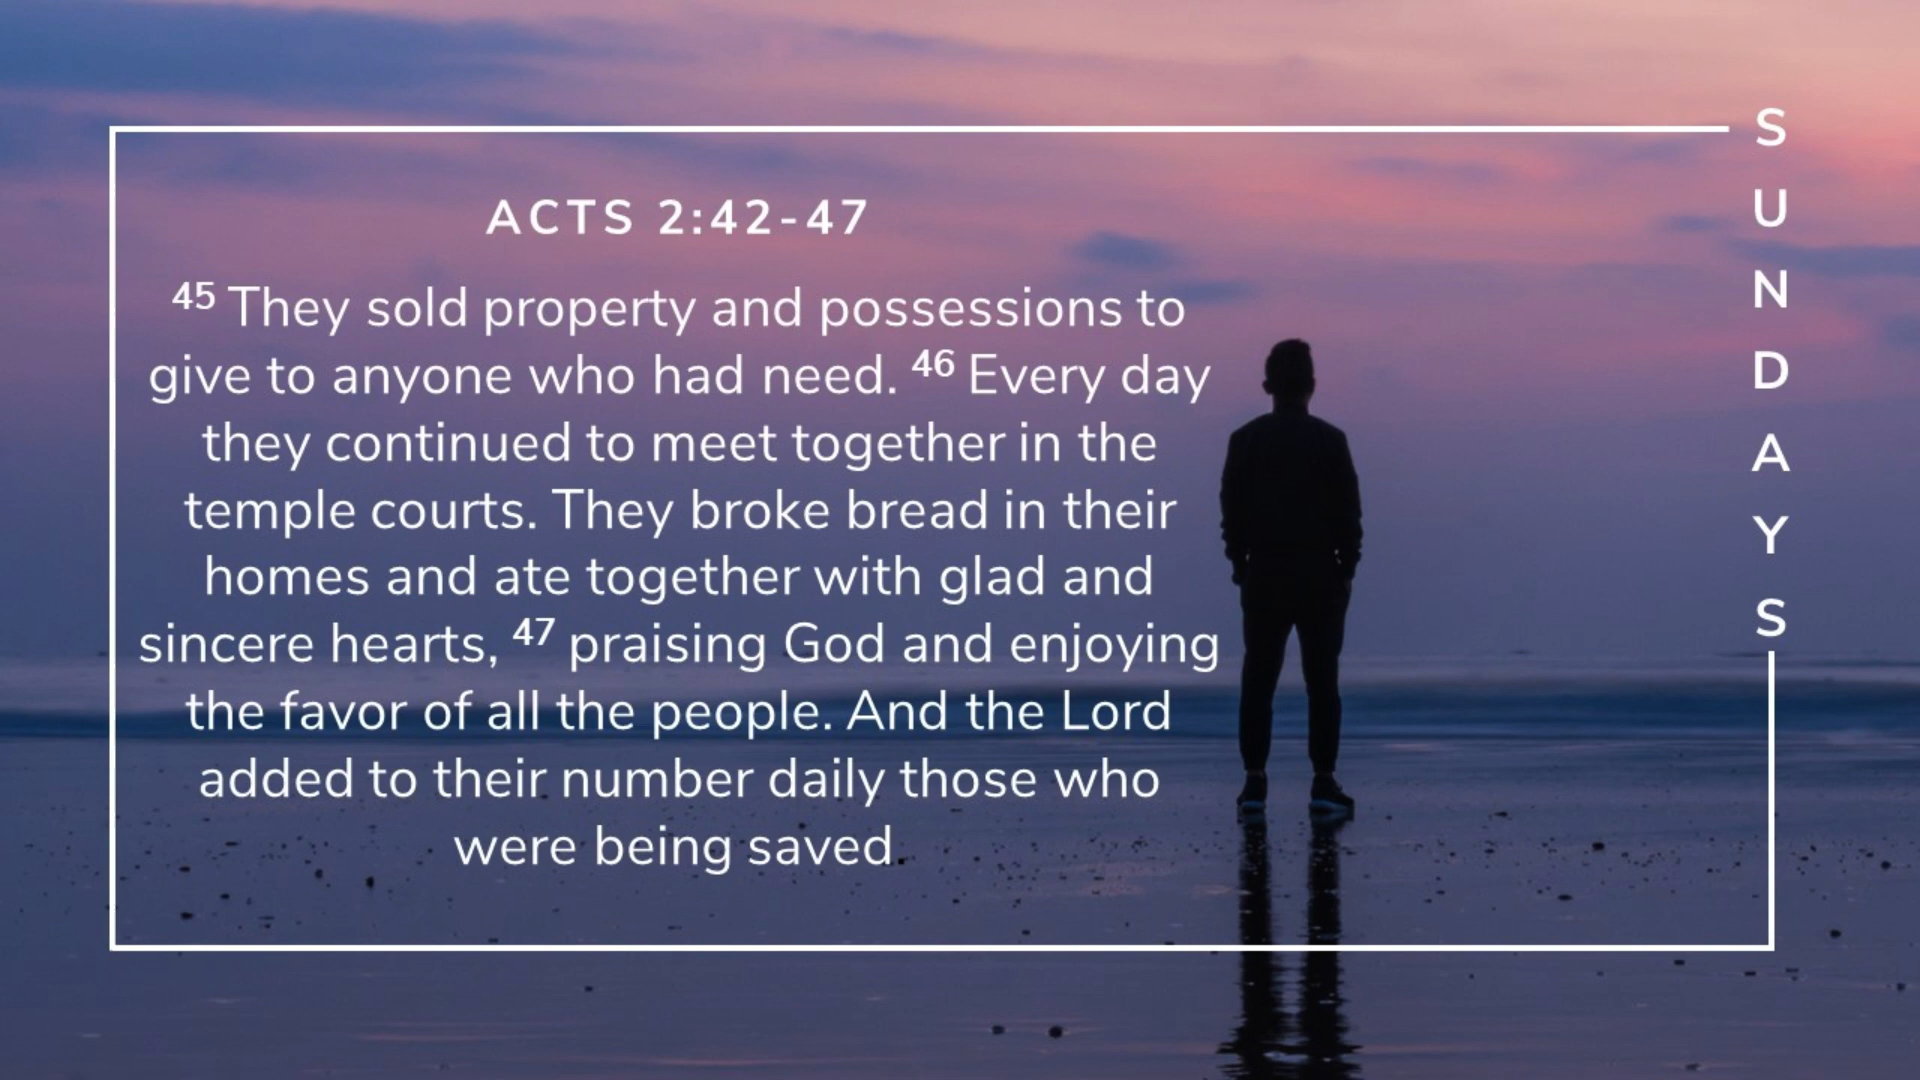 ACTS 2:42-47
45 They sold property and possessions to
give to anyone who had need. 46 Every day
they continued to meet together in the
temple courts. They broke bread in their
homes and ate together with glad and
sincere hearts, 47 praising God and enjoying
the favor of all the people. And the Lord
added to their number daily those who
were being saved.
SUNDAYS